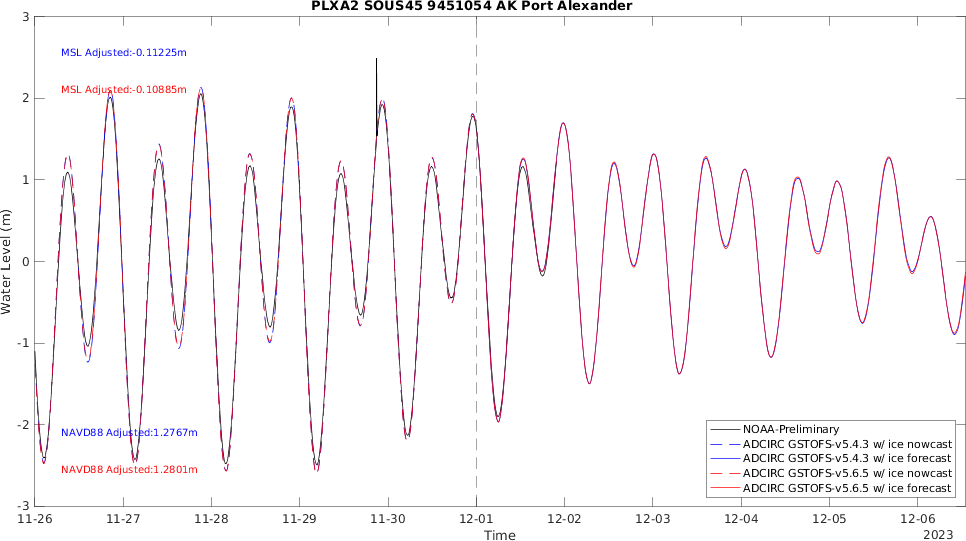 PLXA2 SOUS45 9451054 AK Port Alexander
3
2
1
0
-1
-2
-3
Water Level (m)
MSL Adjusted:-0.11225m
MSL Adjusted:-0.10885m
NAVD88 Adjusted:1.2767m
NAVD88 Adjusted:1.2801m
NOAA-Preliminary
ADCIRC GSTOFS-v5.4.3 w/ ice nowcast
ADCIRC GSTOFS-v5.4.3 w/ ice forecast
ADCIRC GSTOFS-v5.6.5 w/ ice nowcast
ADCIRC GSTOFS-v5.6.5 w/ ice forecast
11-26 11-27 11-28 11-29 11-30 12-01 12-02 12-03 12-04 12-05 12-06
Time
2023